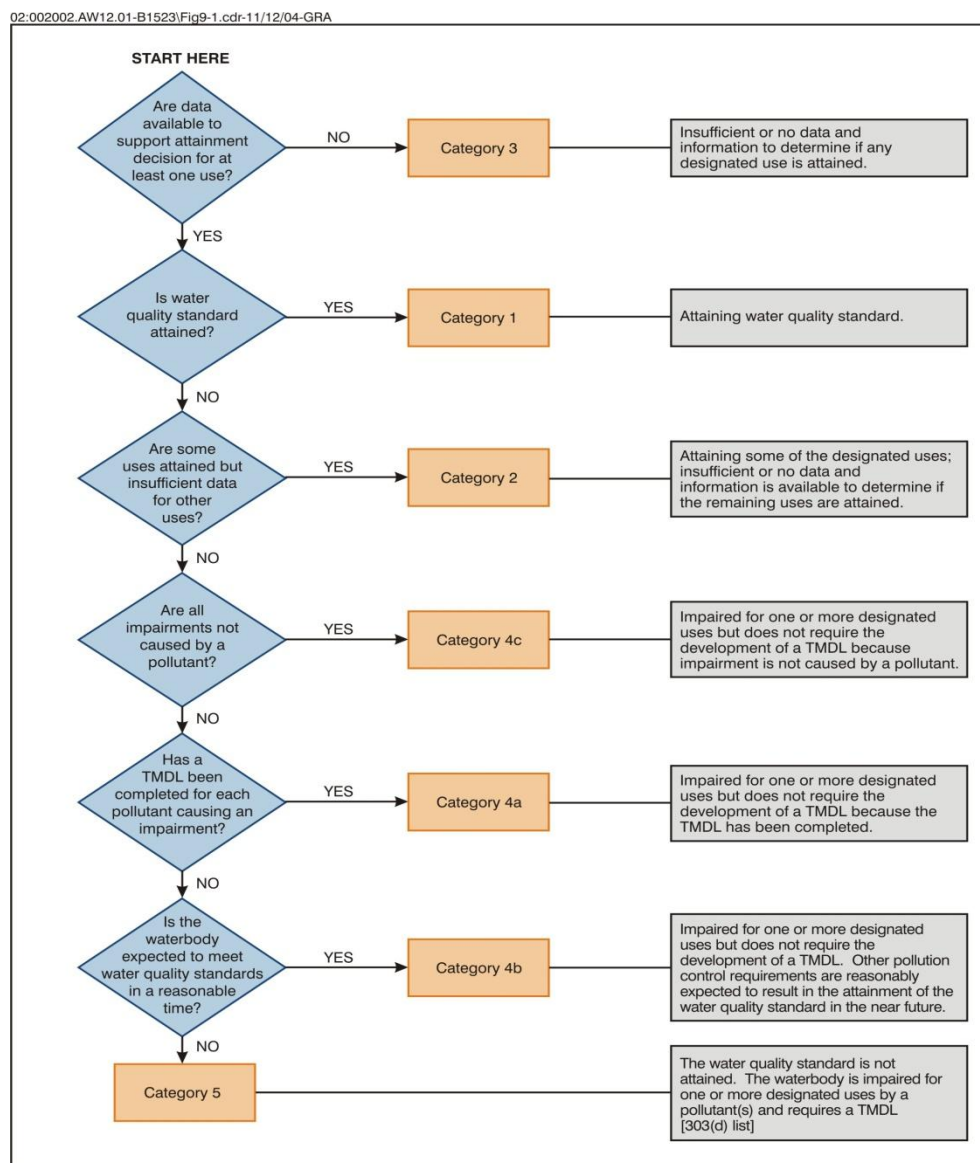 02:002002.AW12.01-B1523\Fig9-1.cdr-11/12/04-GRA
START HERE
Are data
available to
support attainment
decision for at
least one use?
NO
Category 3
Insufficient or no data and
information to determine if any
designated use is attained.
YES
Is water
quality standard
attained?
YES
Category 1
Attaining water quality standard.
NO
Are some
uses attained but
insufficient data
for other
uses?
YES
Category 2
Attaining some of the designated uses;
insufficient or no data and
information is available to determine if
the remaining uses are attained.
NO
Are all
impairments not
caused by a
pollutant?
YES
Category 4c
Impaired for one or more designated
uses but does not require the
development of a TMDL because
impairment is not caused by a pollutant.
NO
Has a
TMDL been
completed for each
pollutant causing an
impairment?
YES
Category 4a
Impaired for one or more designated
uses but does not require the
development of a TMDL because the
TMDL has been completed.
NO
Is the
waterbody
expected to meet
water quality standards
in a reasonable
time?
YES
Category 4b
Impaired for one or more designated
uses but does not require the
development of a TMDL.  Other pollution
control requirements are reasonably
expected to result in the attainment of the
water quality standard in the near future.
NO
Category 5
The water quality standard is not
attained.  The waterbody is impaired for
one or more designated uses by a
pollutant(s) and requires a TMDL
[303(d) list]